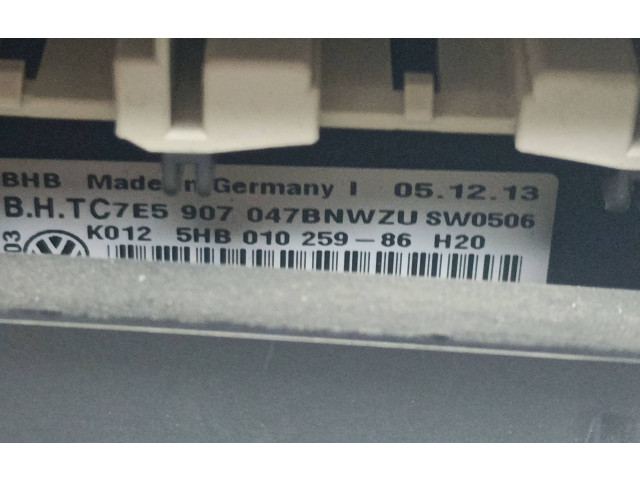 BHB Made in Germany I 05.12.13
B.H.TC7E5 907 047BNWZU SW0506
K012 5HB 010 259-86 H20
03